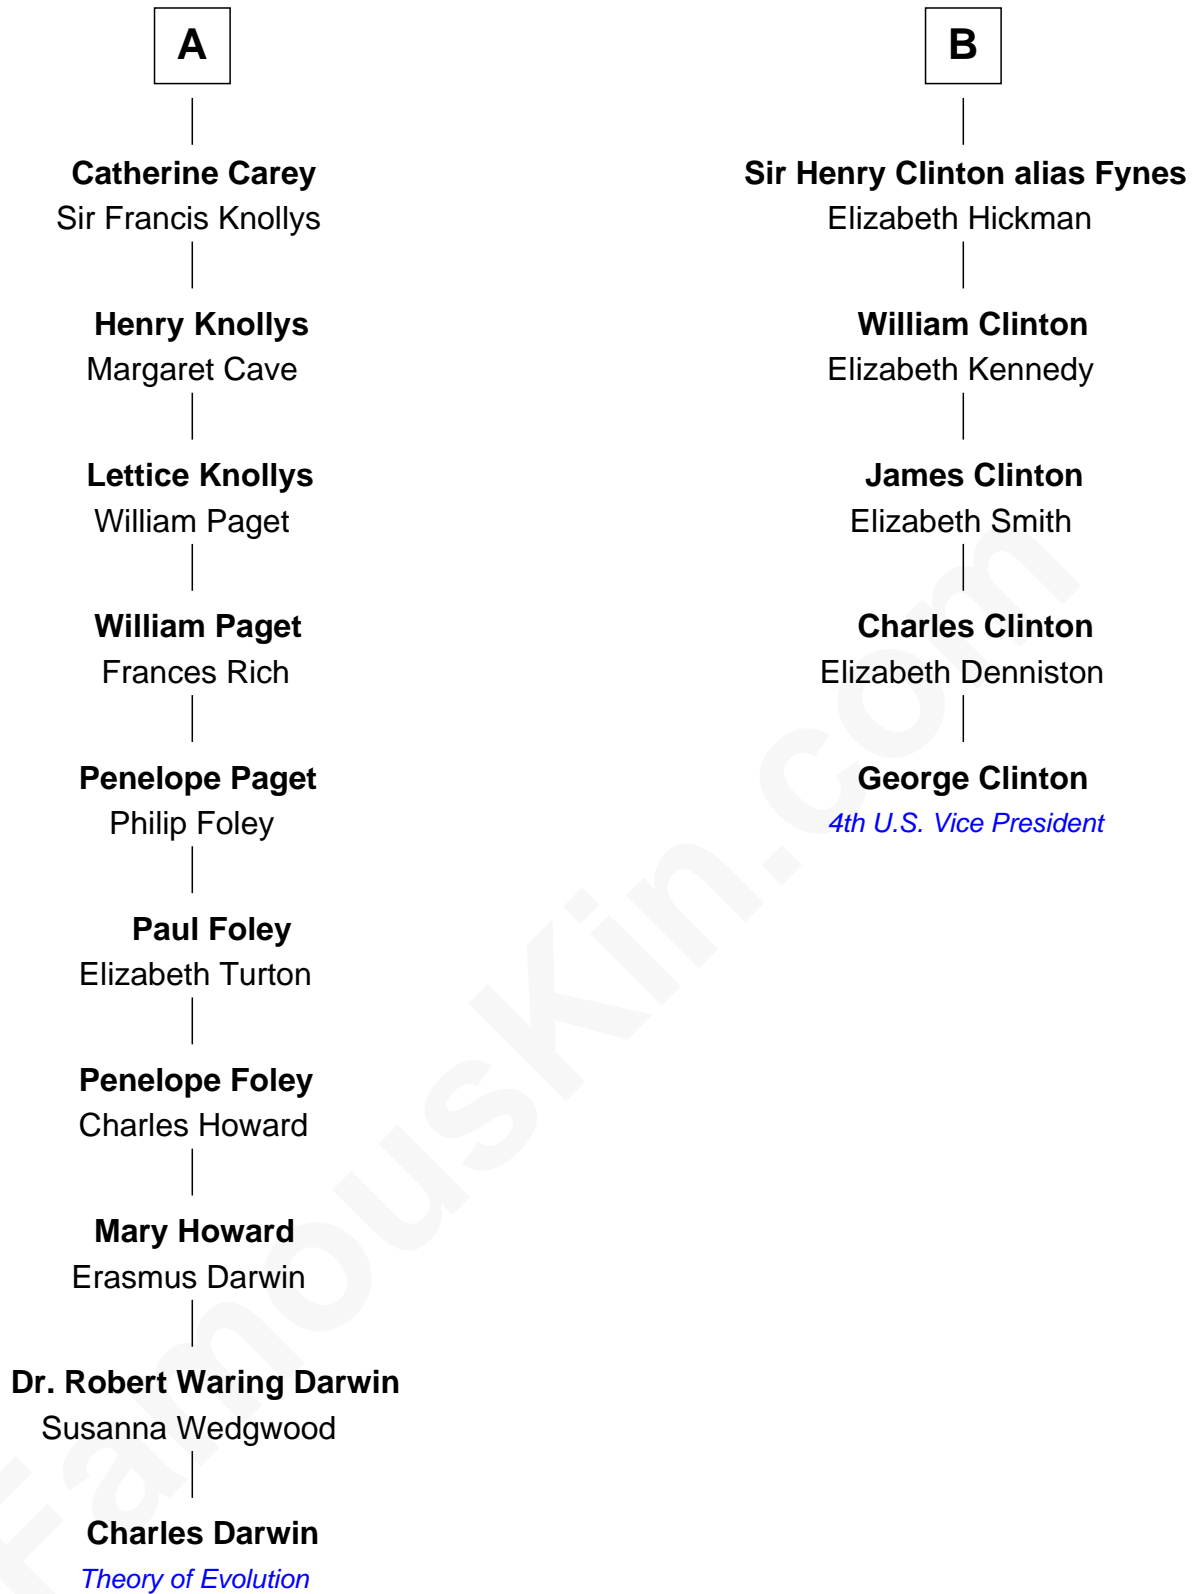 A
Catherine Carey
Sir Francis Knollys
Henry Knollys
Margaret Cave
Lettice Knollys
William Paget
William Paget
Frances Rich
Penelope Paget
Philip Foley
Paul Foley
Elizabeth Turton
Penelope Foley
Charles Howard
Mary Howard
Erasmus Darwin
Dr. Robert Waring Darwin
Susanna Wedgwood
Charles Darwin
Theory of Evolution
B
Sir Henry Clinton alias Fynes
Elizabeth Hickman
William Clinton
Elizabeth Kennedy
James Clinton
Elizabeth Smith
Charles Clinton
Elizabeth Denniston
George Clinton
4th U.S. Vice President
FamousKin.com